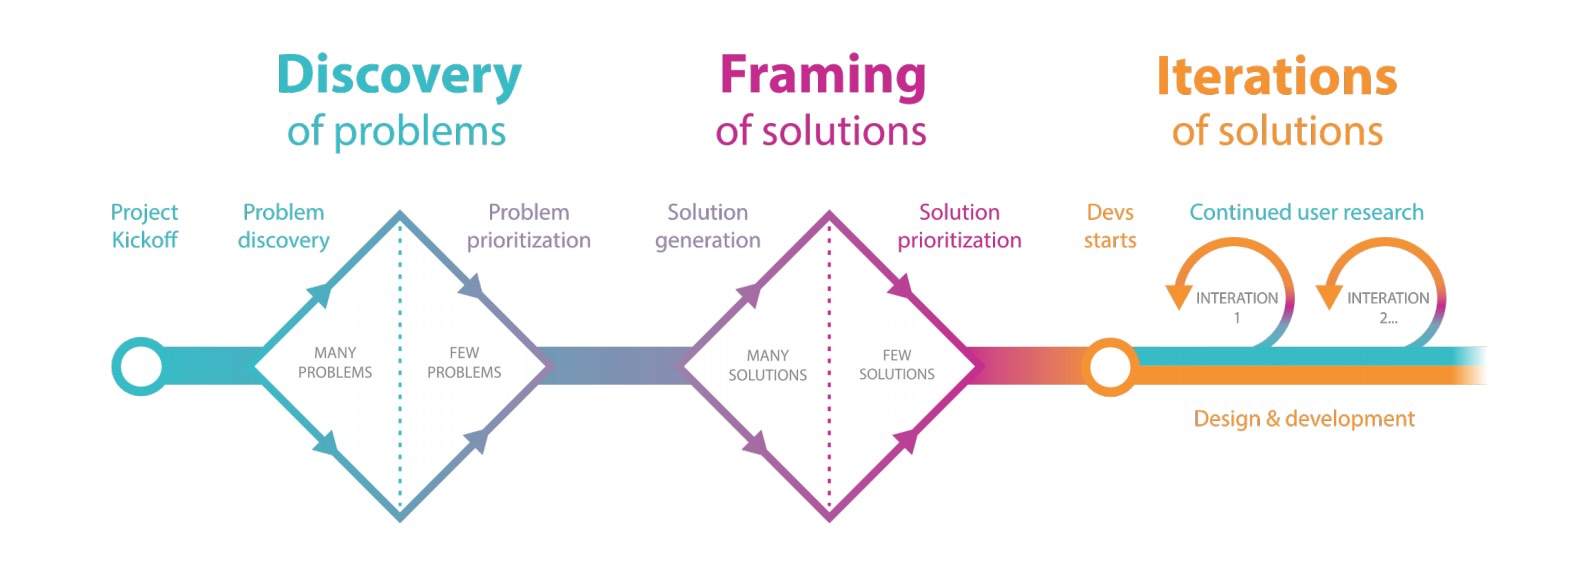 Discovery
of problems
Framing
of solutions
Iterations
of solutions
Project
Kickoff
Problem
discovery
Problem
prioritization
Solution
generation
Solution
prioritization
Devs
starts
Continued user research
MANY
PROBLEMS
FEW
PROBLEMS
MANY
SOLUTIONS
FEW
SOLUTIONS
INTERATION
1
INTERATION
2...
Design & development